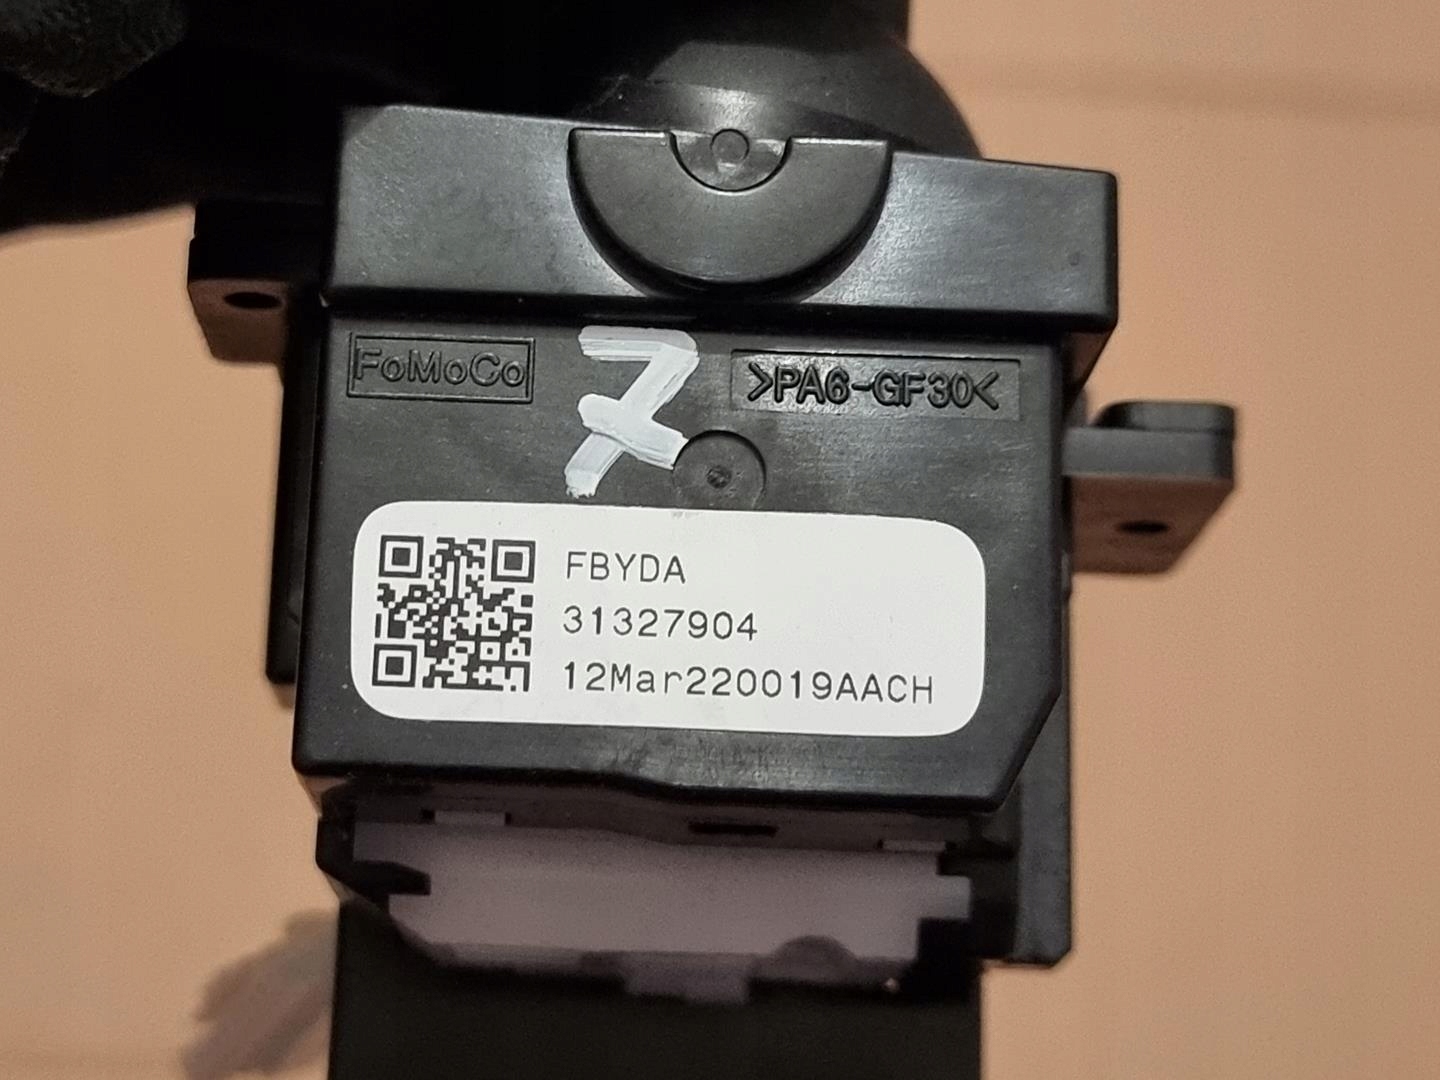 FoMoCo
7
>PA6-GF30<
FBYDA
31327904
12Mar220019AACH